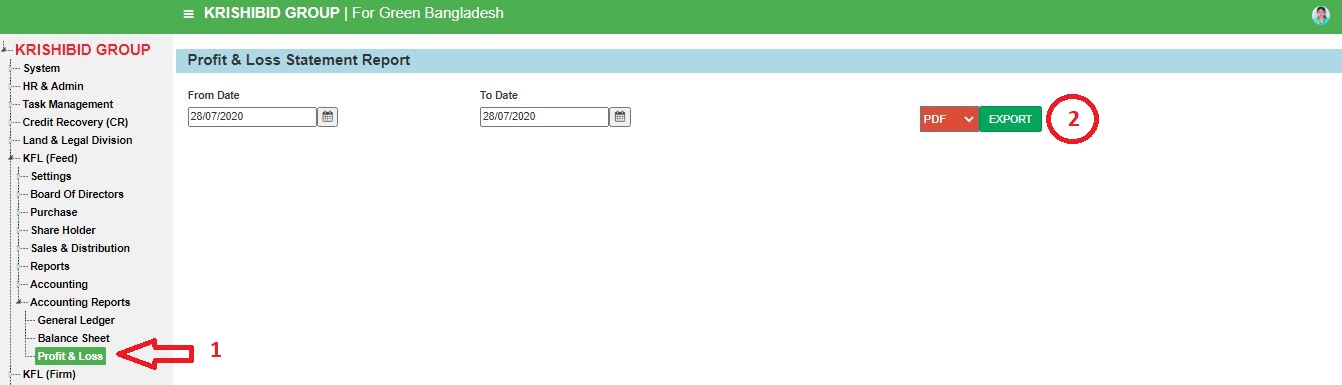 KRISHIBID GROUP | For Green Bangladesh
KRISHIBID GROUP
System
HR & Admin
Task Management
Credit Recovery (CR)
Land & Legal Division
KFL (Feed)
Settings
Board Of Directors
Purchase
Share Holder
Sales & Distribution
Reports
Accounting
Accounting Reports
General Ledger
Balance Sheet
Profit & Loss
1
KFL (Firm)
Profit & Loss Statement Report
From Date
28/07/2020
To Date
28/07/2020
PDF
EXPORT
2